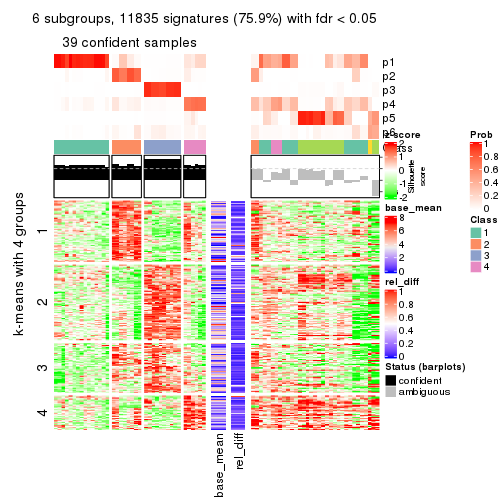 6 subgroups, 11835 signatures (75.9%) with fdr < 0.05
39 confident samples
p1
p2
p3
p4
p5
p6
Class
Silhouette
score
k-means with 4 groups
1
2
3
4
base_mean
rel_diff
z-score
2
1
0
-1
-2
base_mean
8
6
4
2
0
rel_diff
1
0.8
0.6
0.4
0.2
0
Status (barplots)
confident
ambiguous
Prob
1
0.8
0.6
0.4
0.2
0
Class
1
2
3
4